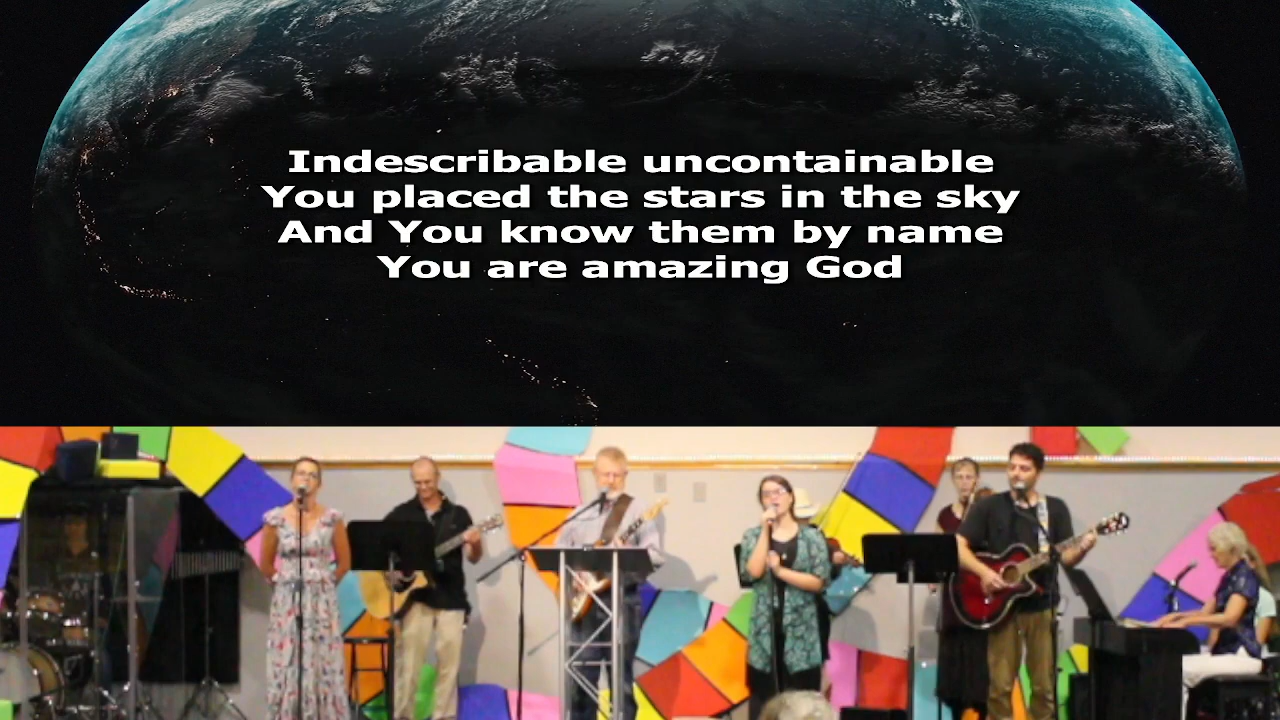 Indescribable uncontainable
You placed the stars in the sky
And You know them by name
You are amazing God